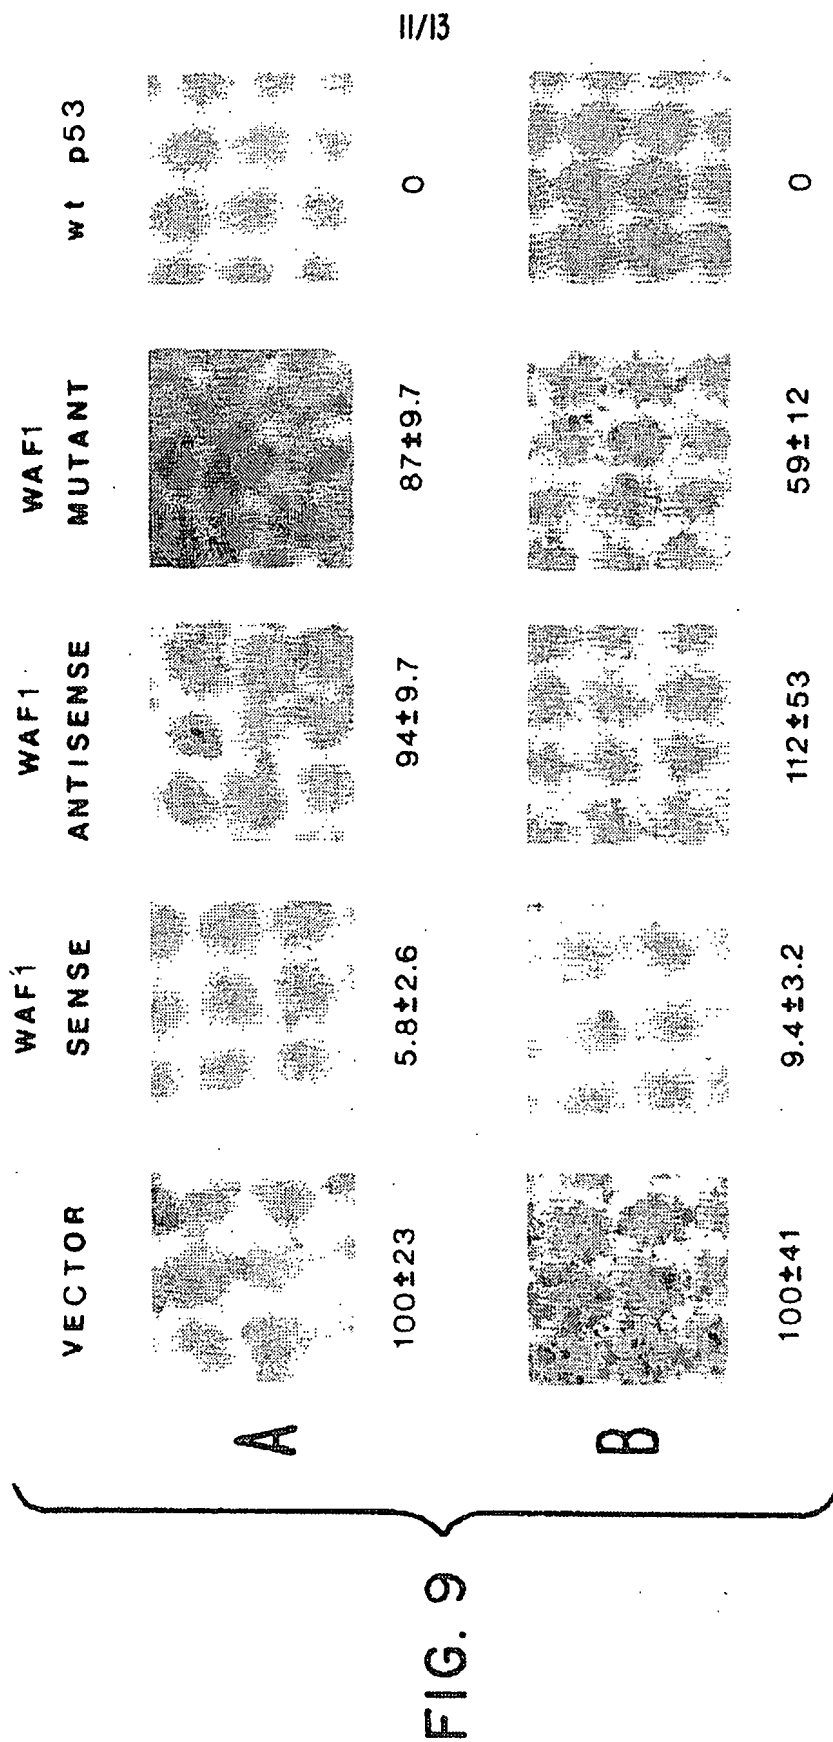 11/13
VECTOR
WAF1
SENSE
WAF1
ANTISENSE
WAF1
MUTANT
wt p53
A
100±23
5.8±2.6
94±9.7
87±9.7
0
B
100±41
9.4±3.2
112±53
59±12
0
FIG. 9